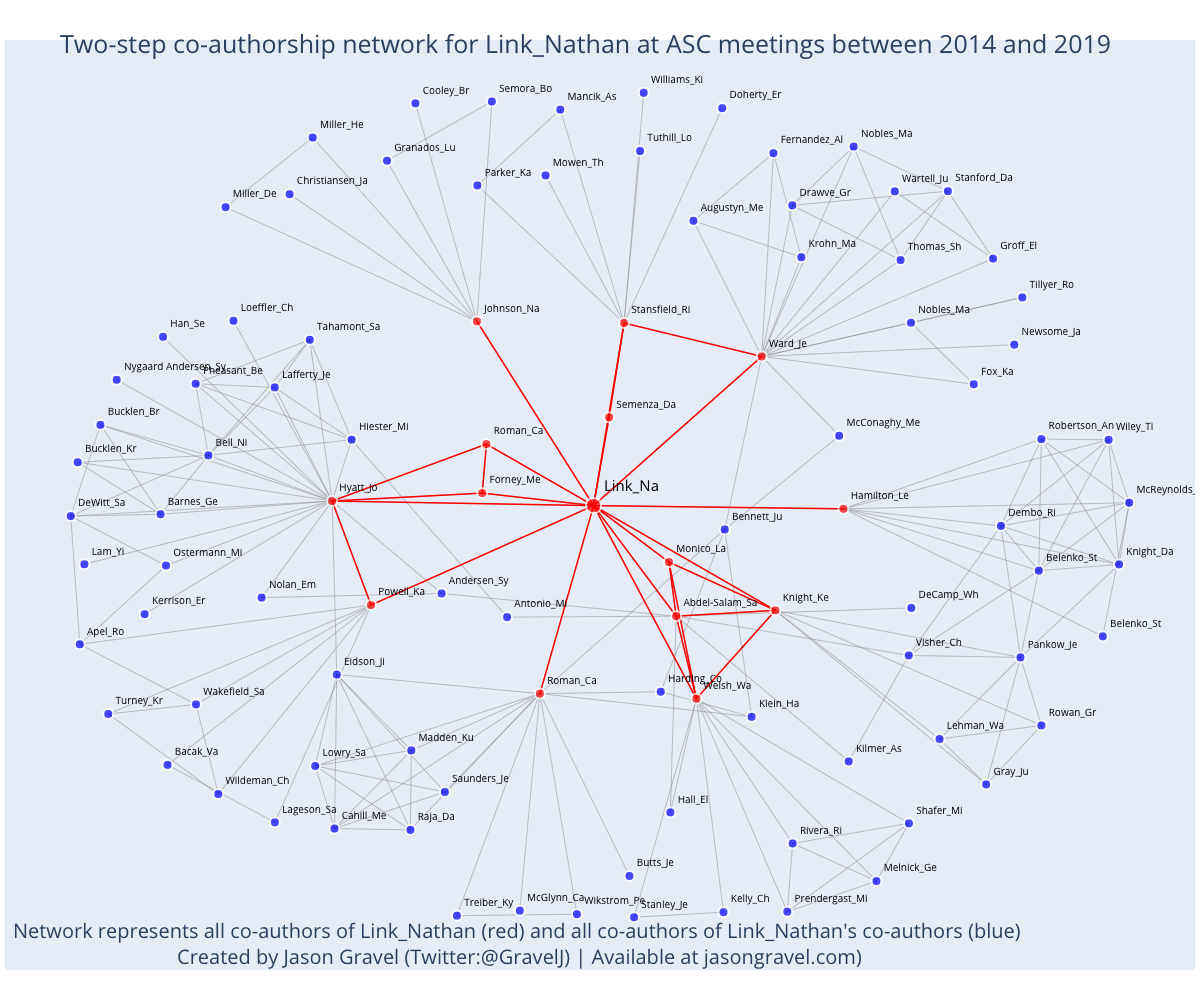 Two-step co-authorship network for Link_Nathan at ASC meetings between 2014 and 2019
Williams_Ki
Cooley_Br
Semora_Bo
Mancik_As
Doherty_Er
Miller_He
Tuthill_Lo
Fernandez_Al
Nobles_Ma
Granados_Lu
Mowen_Th
Parker_Ka
Christiansen_Ja
Wartell_Ju
Stanford_Da
Miller_De
Drawve_Gr
Augustyn_Me
Krohn_Ma
Thomas_Sh
Groff_El
Tillyer_Ro
Loeffler_Ch
Johnson_Na
Stansfield_Ri
Nobles_Ma
Han_Se
Tahamont_Sa
Newsome_Ja
Ward_Je
Nygaard Andersen_Sy
Pheasant_Be
Lafferty_Je
Fox_Ka
Semenza_Da
Bucklen_Br
Hiester_Mi
McConaghy_Me
Robertson_An
Wiley_Ti
Roman_Ca
Bell_Ni
Bucklen_Kr
Forney_Me
Link_Na
Hyatt_Jo
McReynolds_
DeWitt_Sa
Barnes_Ge
Hamilton_Le
Bennett_Ju
Dembo_Ri
Monico_La
Lam_Yi
Ostermann_Mi
Belenko_St
Knight_Da
Nolan_Em
Powell_Ka
Andersen_Sy
Kerrison_Er
Antonio_Mi
Abdel-Salam_Sa
Knight_Ke
DeCamp_Wh
Belenko_St
Apel_Ro
Visher_Ch
Pankow_Je
Eidson_Ji
Roman_Ca
Harding_Co
Welsh_Wa
Wakefield_Sa
Turney_Kr
Klein_Ha
Rowan_Gr
Lehman_Wa
Madden_Ku
Lowry_Sa
Bacak_Va
Kilmer_As
Gray_Ju
Wildeman_Ch
Saunders_Je
Hall_El
Lageson_Sa
Cahill_Me
Raja_Da
Shafer_Mi
Rivera_Ri
Butts_Je
Melnick_Ge
Treiber_Ky
McGlynn_Ca
Wikstrom_Pe
Stanley_Je
Kelly_Ch
Prendergast_Mi
Network represents all co-authors of Link_Nathan (red) and all co-authors of Link_Nathan's co-authors (blue)
Created by Jason Gravel (Twitter:@GravelJ) | Available at jasongravel.com)